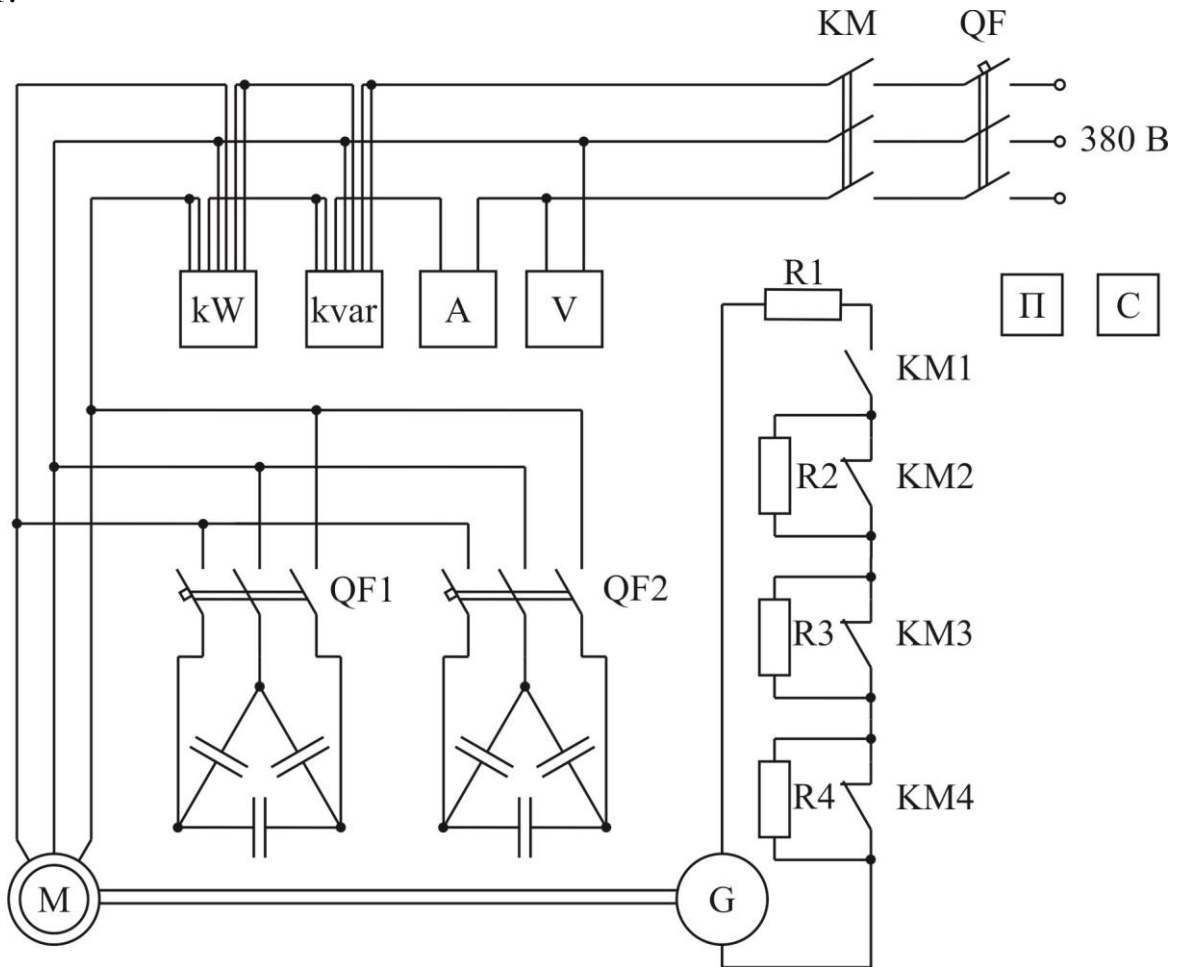 KM QF
380 В
kW kvar A V
R1
П С
KM1
R2 KM2
QF1 QF2
R3 KM3
R4 KM4
M G